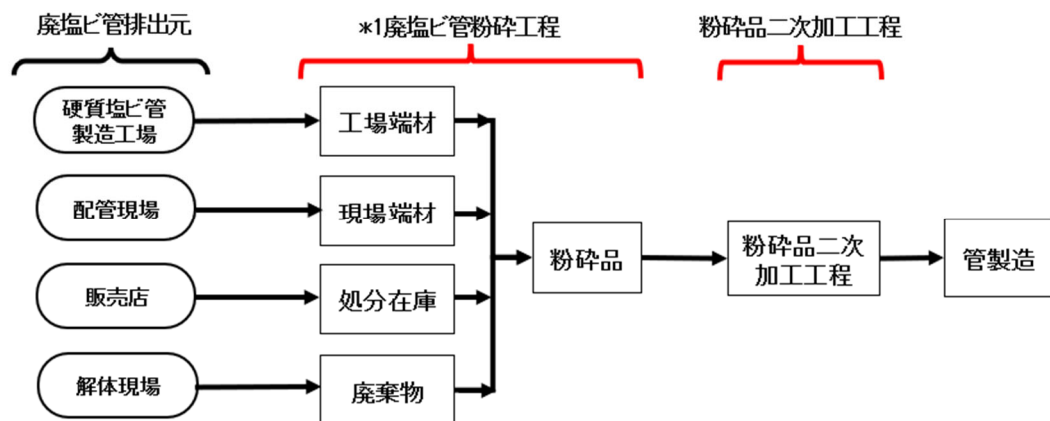 廃塩ビ管排出元
*1廃塩ビ管粉砕工程
粉砕品二次加工工程
硬質塩ビ管
製造工場
工場端材
配管現場
現場端材
粉砕品
粉砕品二次
加工工程
管製造
販売店
処分在庫
解体現場
廃棄物